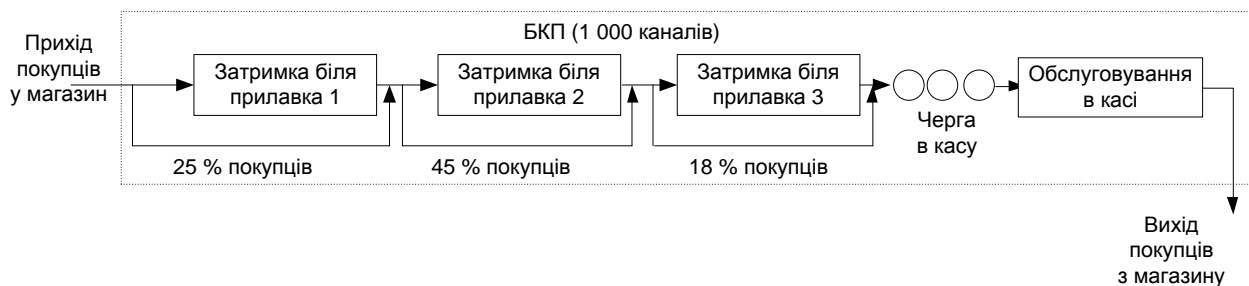 БКП (1 000 каналів)
Прихід
покупців
у магазин
Затримка біля
прилавка 1
Затримка біля
прилавка 2
Затримка біля
прилавка 3
Обслуговування
в касі
Черга
в касу
25 % покупців
45 % покупців
18 % покупців
Вихід
покупців
з магазину